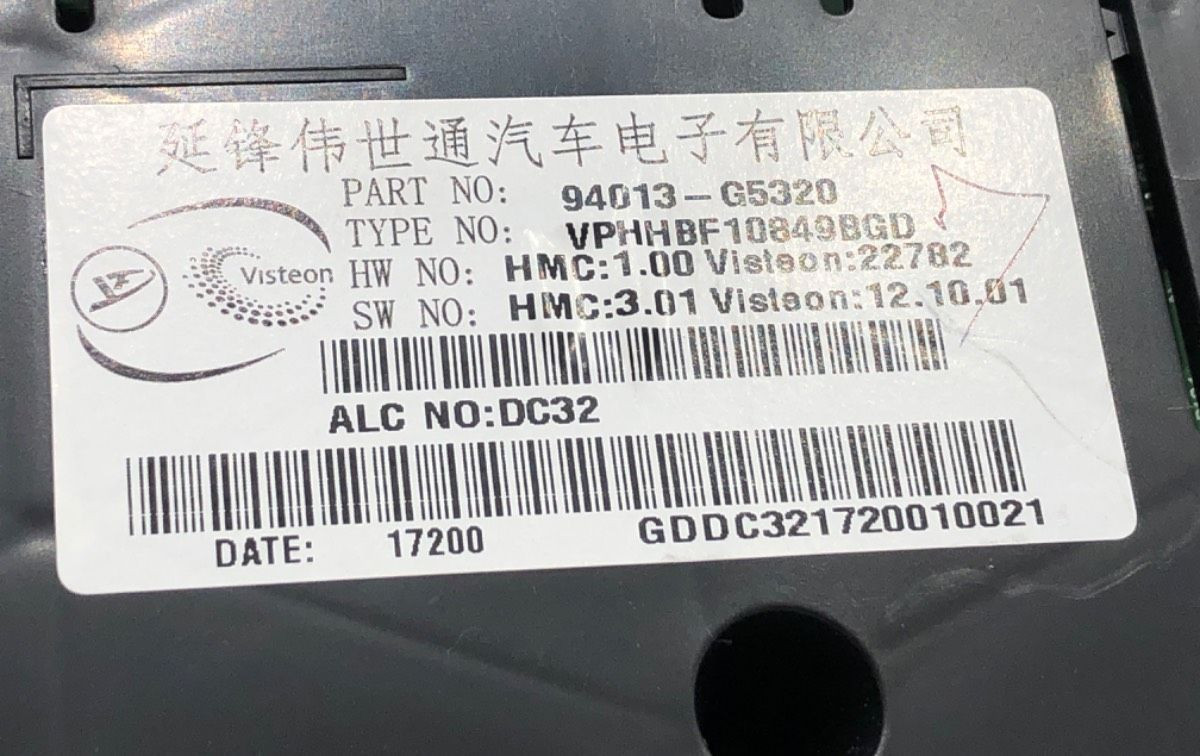 延锋伟世通汽车电子有限公司
PART NO: 94013-G5320
TYPE NO: VPHHBF10849BGD
Visteon
HW NO: HMC:1.00 Visteon:22782
SW NO: HMC:3.01 Visteon:12.10.01
ALC NO:DC32
DATE: 17200 GDDC321720010021